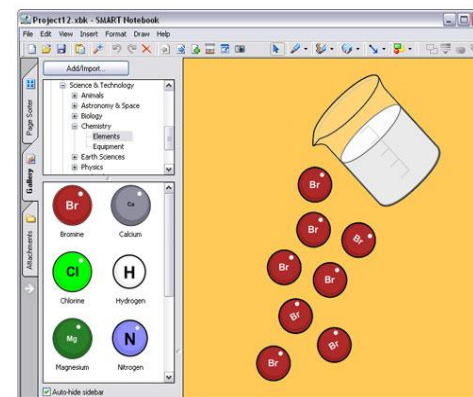 Project12.xbk - SMART Notebook
File Edit View Insert Format Draw Help
Add/Import...
Science & Technology
Animals
Astronomy & Space
Biology
Chemistry
Elements
Equipment
Earth Sciences
Physics
Page Sorter
Gallery
Attachments
Br
Ca
Bromine Calcium
Cl
H
Chlorine Hydrogen
Mg
N
Magnesium Nitrogen
Auto-hide sidebar
Br
Br
Br
Br
Br
Br
Br
Br